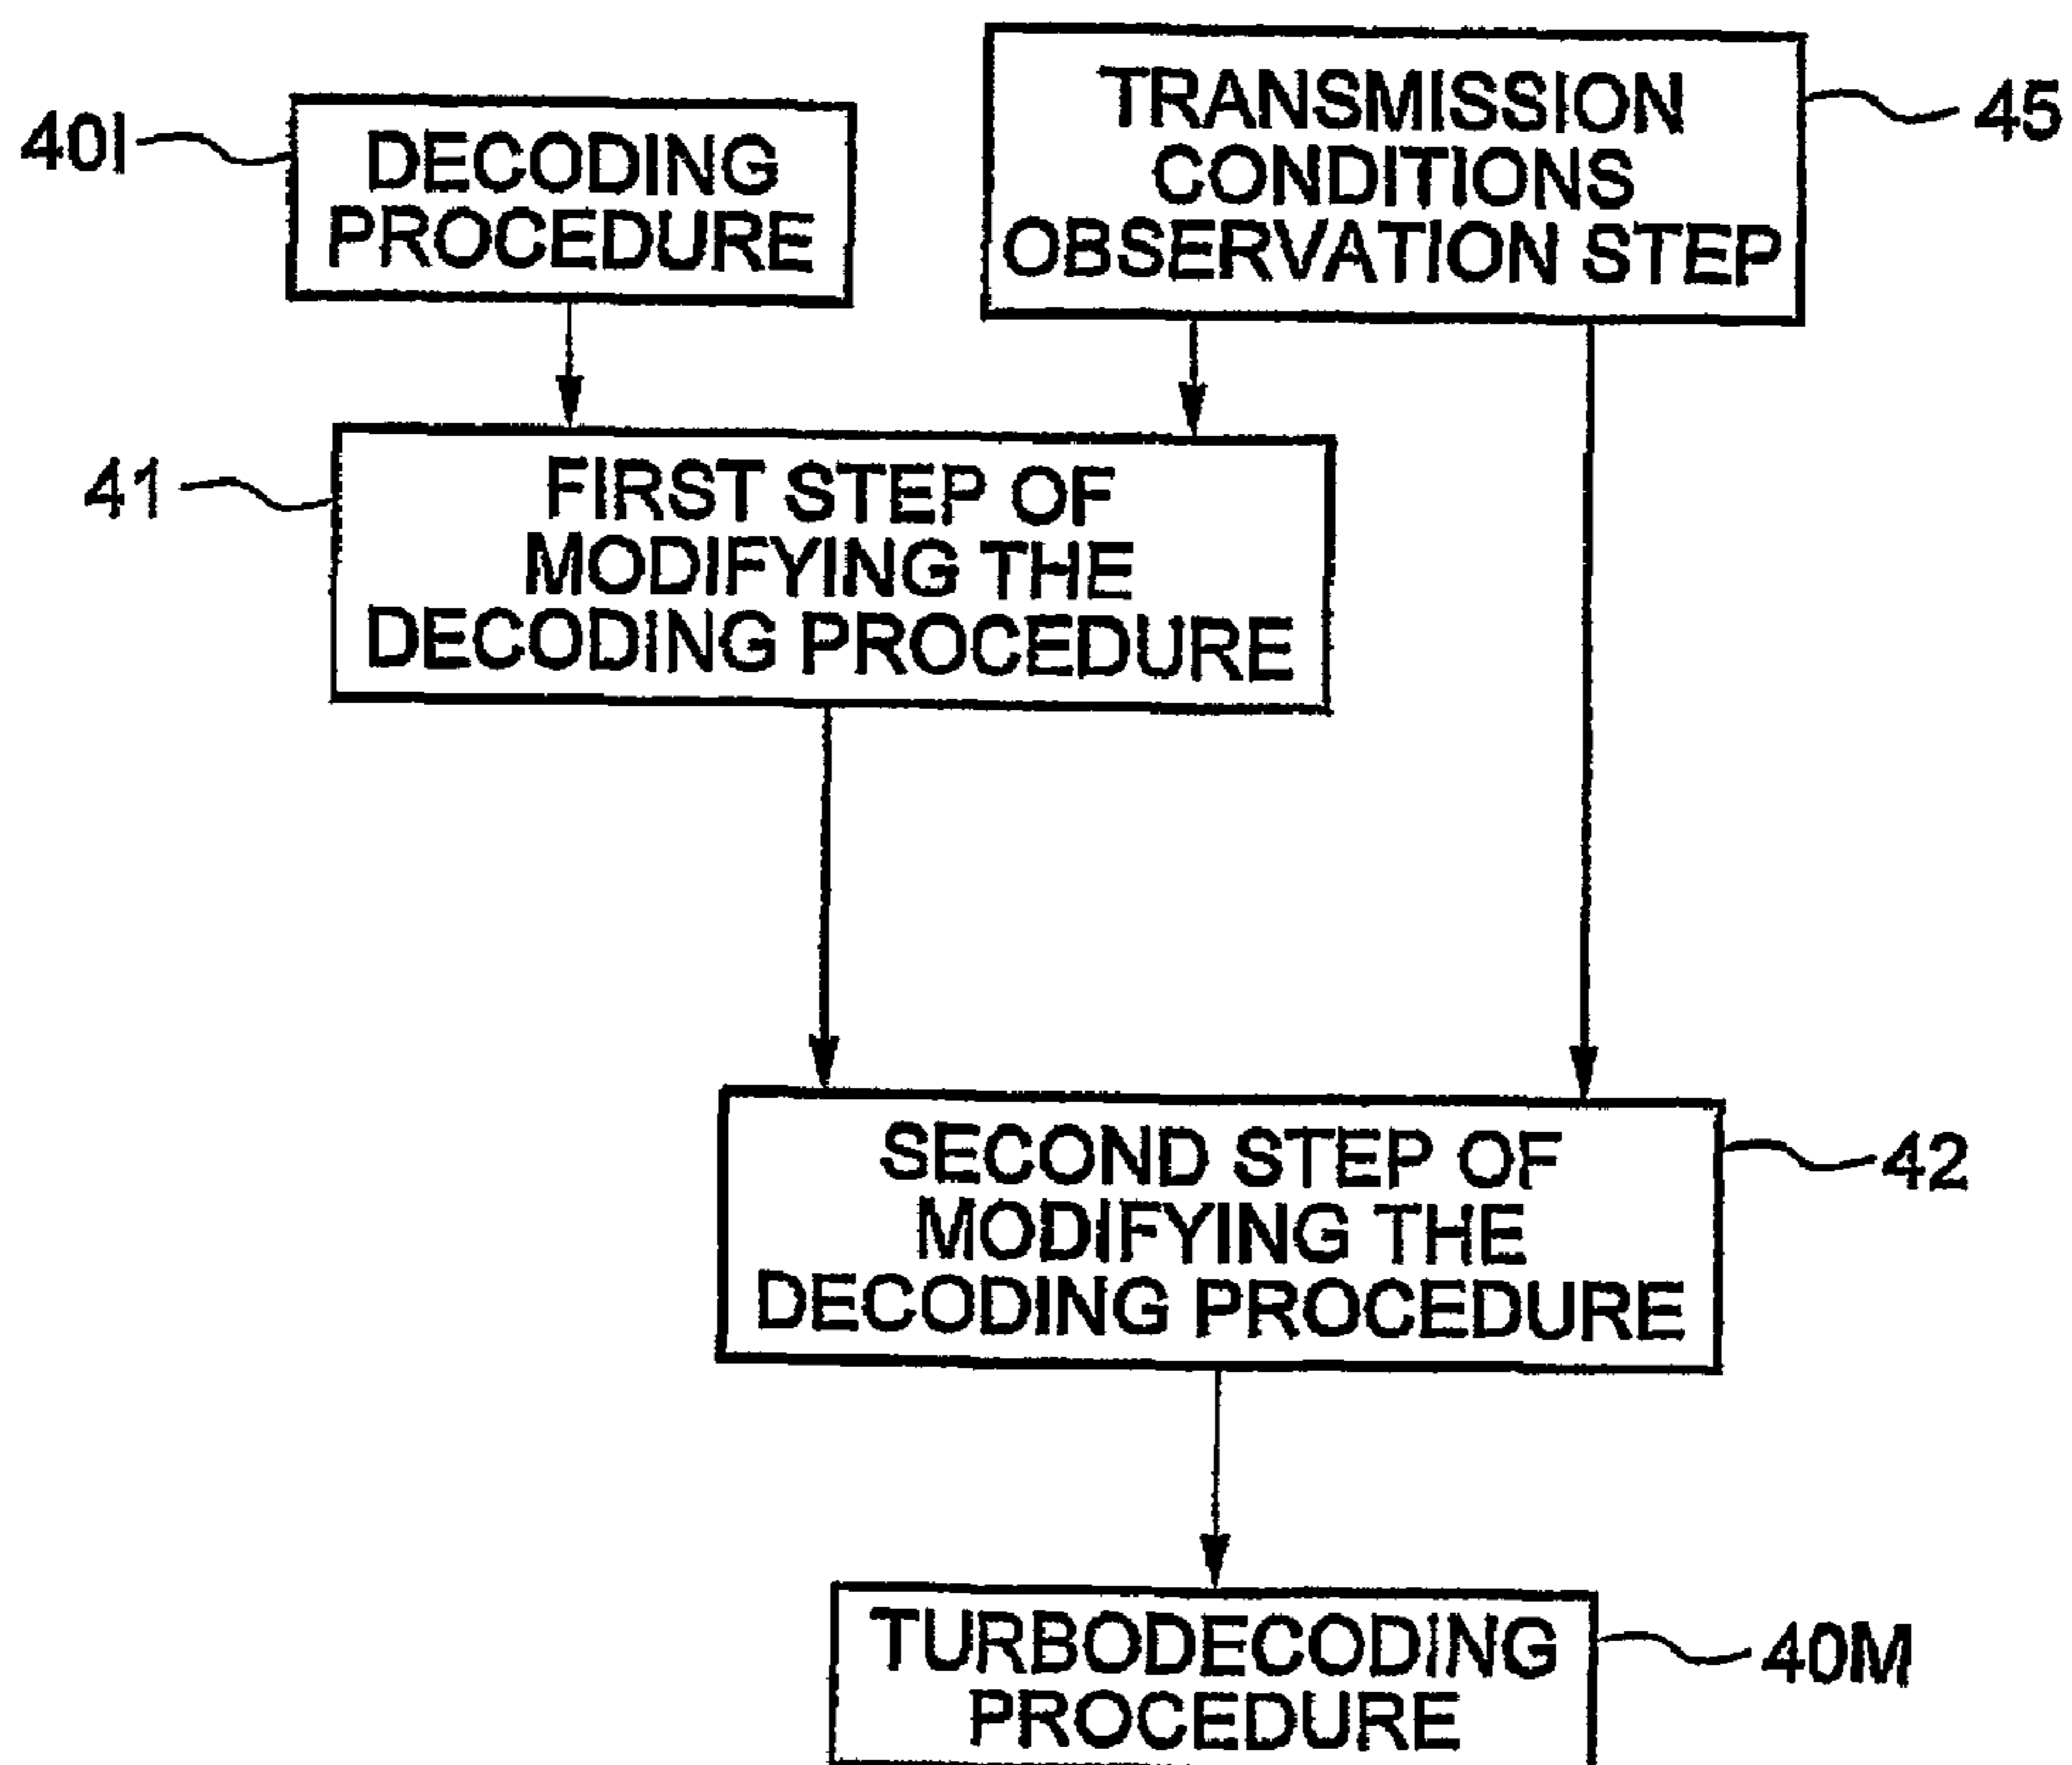 40I
DECODING
PROCEDURE
TRANSMISSION
CONDITIONS
OBSERVATION STEP
45
41
FIRST STEP OF
MODIFYING THE
DECODING PROCEDURE
SECOND STEP OF
MODIFYING THE
DECODING PROCEDURE
42
TURBODECODING
PROCEDURE
40M